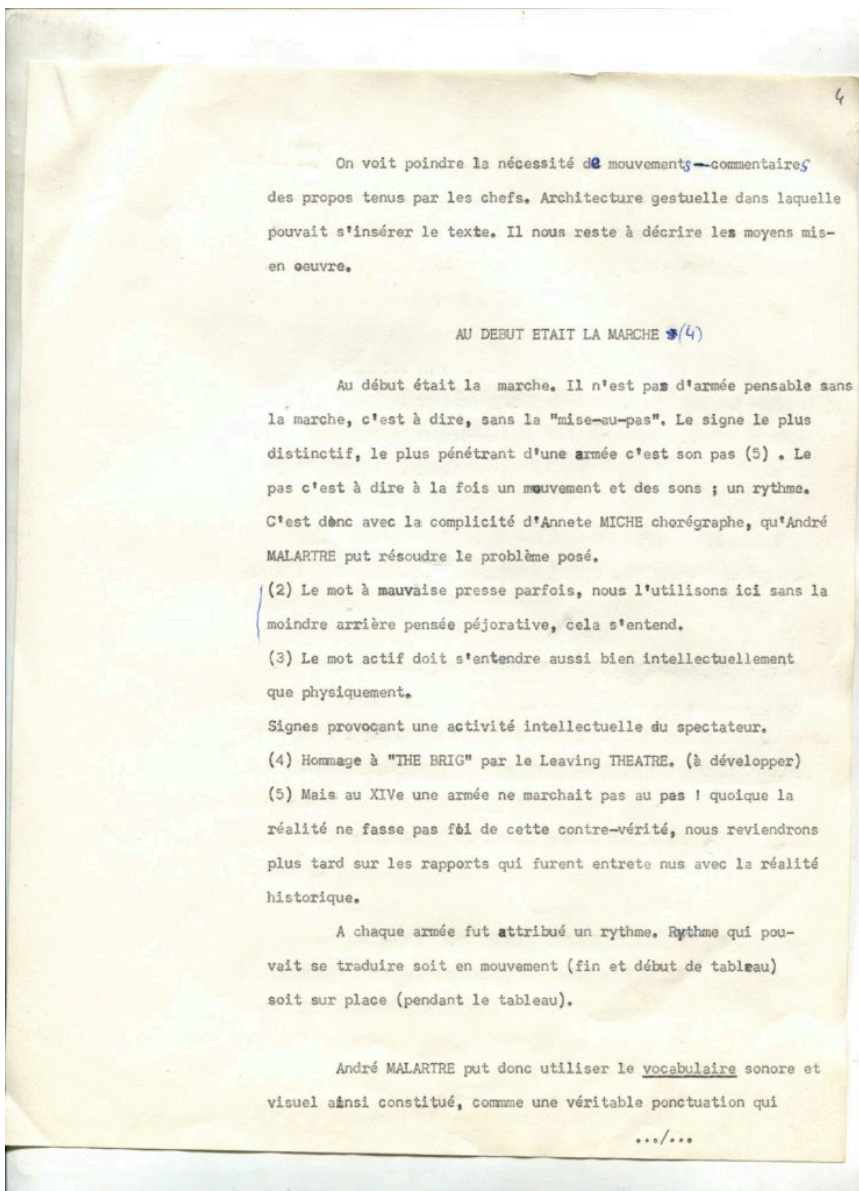 4
On voit poindre la nécessité de mouvements-commentaires
des propos tenus par les chefs. Architecture gestuelle dans laquelle
pouvait s'insérer le texte. Il nous reste à décrire les moyens mis-
en oeuvre.
AU DEBUT ETAIT LA MARCHE (4)
Au début était la marche. Il n'est pas d'armée pensable sans
la marche, c'est à dire, sans la "mise-au-pas". Le signe le plus
distinctif, le plus pénétrant d'une armée c'est son pas (5) . Le
pas c'est à dire à la fois un mouvement et des sons ; un rythme.
C'est donc avec la complicité d'Annete MICHE chorégraphe, qu'André
MALARTRE put résoudre le problème posé.
(2) Le mot à mauvaise presse parfois, nous l'utilisons ici sans la
moindre arrière pensée péjorative, cela s'entend.
(3) Le mot actif doit s'entendre aussi bien intellectuellement
que physiquement.
Signes provocant une activité intellectuelle du spectateur.
(4) Hommage à "THE BRIG" par le Leaving THEATRE. (à développer)
(5) Mais au XIVe une armée ne marchait pas au pas ! quoique la
réalité ne fasse pas foi de cette contre-vérité, nous reviendrons
plus tard sur les rapports qui furent entrete nus avec la réalité
historique.
A chaque armée fut attribué un rythme. Rythme qui pou-
vait se traduire soit en mouvement (fin et début de tableau)
soit sur place (pendant le tableau).
André MALARTRE put donc utiliser le vocabulaire sonore et
visuel ainsi constitué, commme une véritable ponctuation qui
.../...